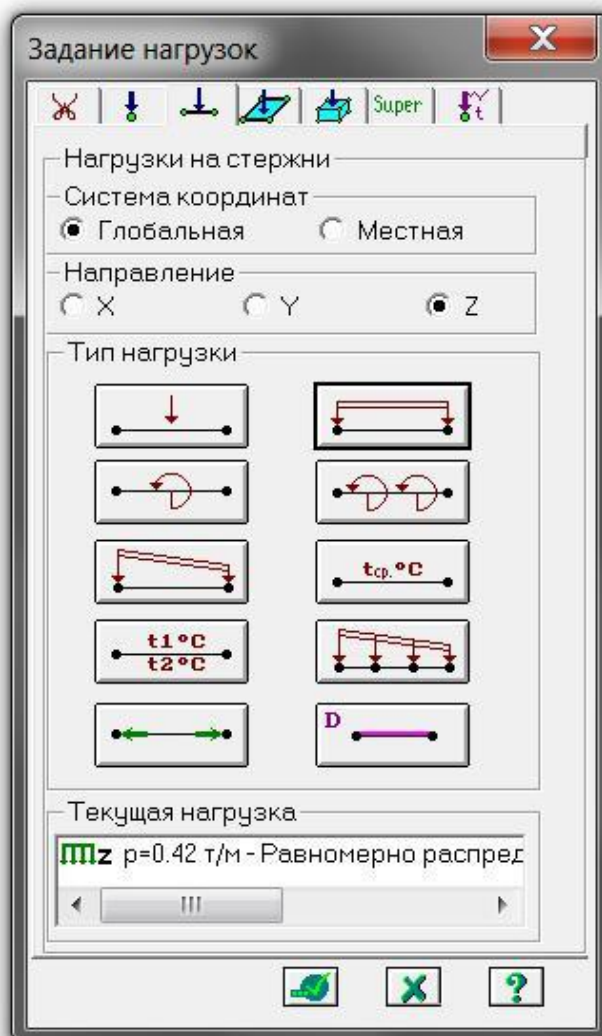 Задание нагрузок
Super
t
Нагрузки на стержни
Система координат
Глобальная Местная
Направление
X Y Z
Тип нагрузки
tср.°C
t1°C
t2°C
D
Текущая нагрузка
z p=0.42 т/м - Равномерно распред
?